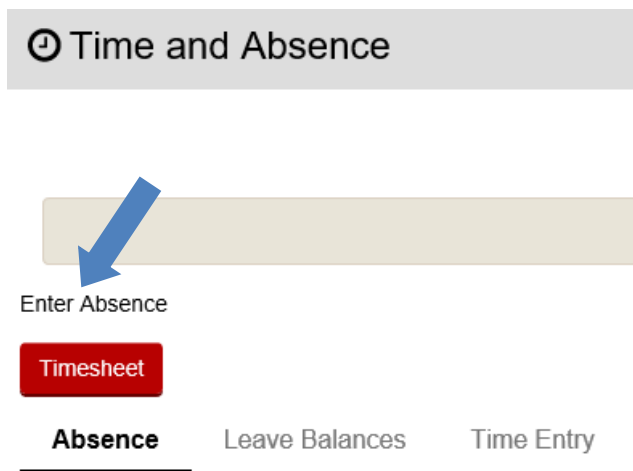 Time and Absence
Enter Absence
Timesheet
Absence Leave Balances Time Entry